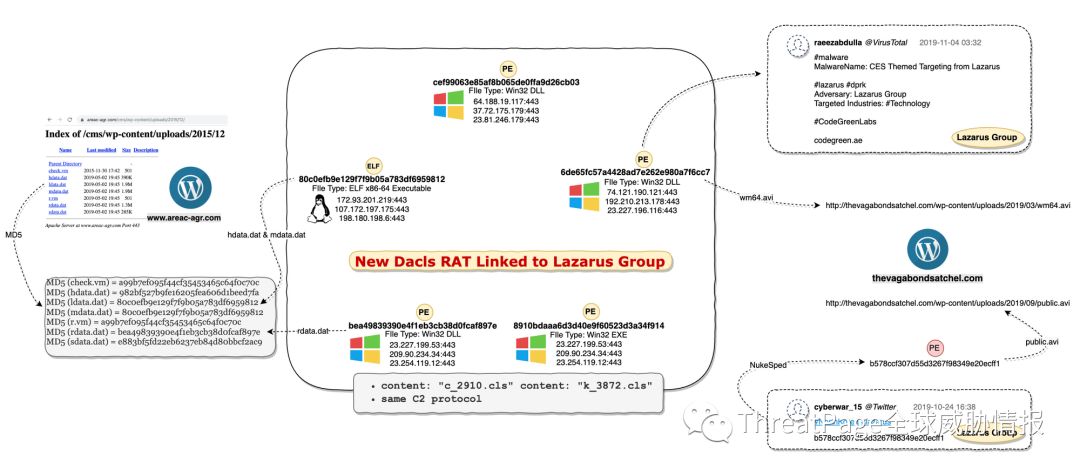 PE
cef99063e85af8b065de0ffa9d26cb03
File Type: Win32 DLL
64.188.19.117:443
37.72.175.179:443
23.81.246.179:443
areac-agr.com/cms/wp-content/uploads/2015/12/
Index of /cms/wp-content/uploads/2015/12
Name Last modified Size Description
Parent Directory -
check.vm 2015-11-30 17:42 501
hdata.dat 2019-05-02 19:45 390K
ldata.dat 2019-05-02 19:45 1.9M
mdata.dat 2019-05-02 19:45 1.9M
r.vm 2019-05-02 19:45 501
rdata.dat 2019-05-02 19:45 1.3M
sdata.dat 2019-05-02 19:45 265K
Apache Server at www.areac-agr.com Port 443
www.areac-agr.com
MD5
hdata.dat & mdata.dat
MD5 (check.vm) = a99b7ef095f44cf35453465c64f0c70c
MD5 (hdata.dat) = 982bf527b9fe16205fea606d1beed7fa
MD5 (ldata.dat) = 80c0efb9e129f7f9b05a783df6959812
MD5 (mdata.dat) = 80c0efb9e129f7f9b05a783df6959812
MD5 (r.vm) = a99b7ef095f44cf35453465c64f0c70c
MD5 (rdata.dat) = bea49839390e4f1eb3cb38d0fcaf897e
MD5 (sdata.dat) = e883bf5fd22eb6237eb84d80bbcf2ac9
rdata.dat
ELF
80c0efb9e129f7f9b05a783df6959812
File Type: ELF x86-64 Executable
172.93.201.219:443
107.172.197.175:443
198.180.198.6:443
PE
6de65fc57a4428ad7e262e980a7f6cc7
File Type: Win32 DLL
74.121.190.121:443
192.210.213.178:443
23.227.196.116:443
New Dacls RAT Linked to Lazarus Group
PE
bea49839390e4f1eb3cb38d0fcaf897e
File Type: Win32 DLL
23.227.199.53:443
209.90.234.34:443
23.254.119.12:443
PE
8910bdaaa6d3d40e9f60523d3a34f914
File Type: Win32 EXE
23.227.199.53:443
209.90.234.34:443
23.254.119.12:443
• content: "c_2910.cls" content: "k_3872.cls"
• same C2 protocol
raeezabdulla @VirusTotal 2019-11-04 03:32
#malware
MalwareName: CES Themed Targeting from Lazarus
#lazarus #dprk
Adversary: Lazarus Group
Targeted Industries: #Technology
#CodeGreenLabs
codegreen.ae
Lazarus Group
wm64.avi
http://thevagabondsatchel.com/wp-content/uploads/2019/03/wm64.avi
thevagabondsatchel.com
http://thevagabondsatchel.com/wp-content/uploads/2019/09/public.avi
public.avi
PE
b578ccf307d55d3267f98349e20ecff1
NukeSped
cyberwar_15 @Twitter 2019-10-24 16:38
b578ccf307d55d3267f98349e20ecff1
Lazarus Group
ThreatPage全球威胁情报